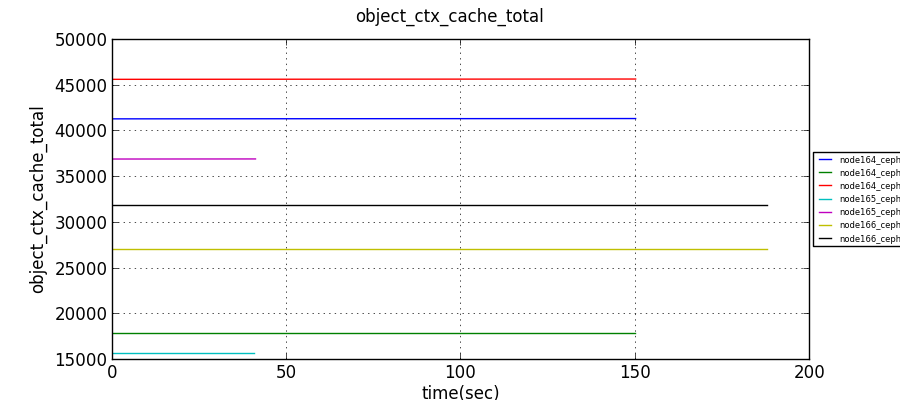 object_ctx_cache_total
50000
45000
40000
35000
30000
25000
20000
15000
object_ctx_cache_total
0 50 100 150 200
time(sec)
node164_ceph
node164_ceph
node164_ceph
node165_ceph
node165_ceph
node166_ceph
node166_ceph